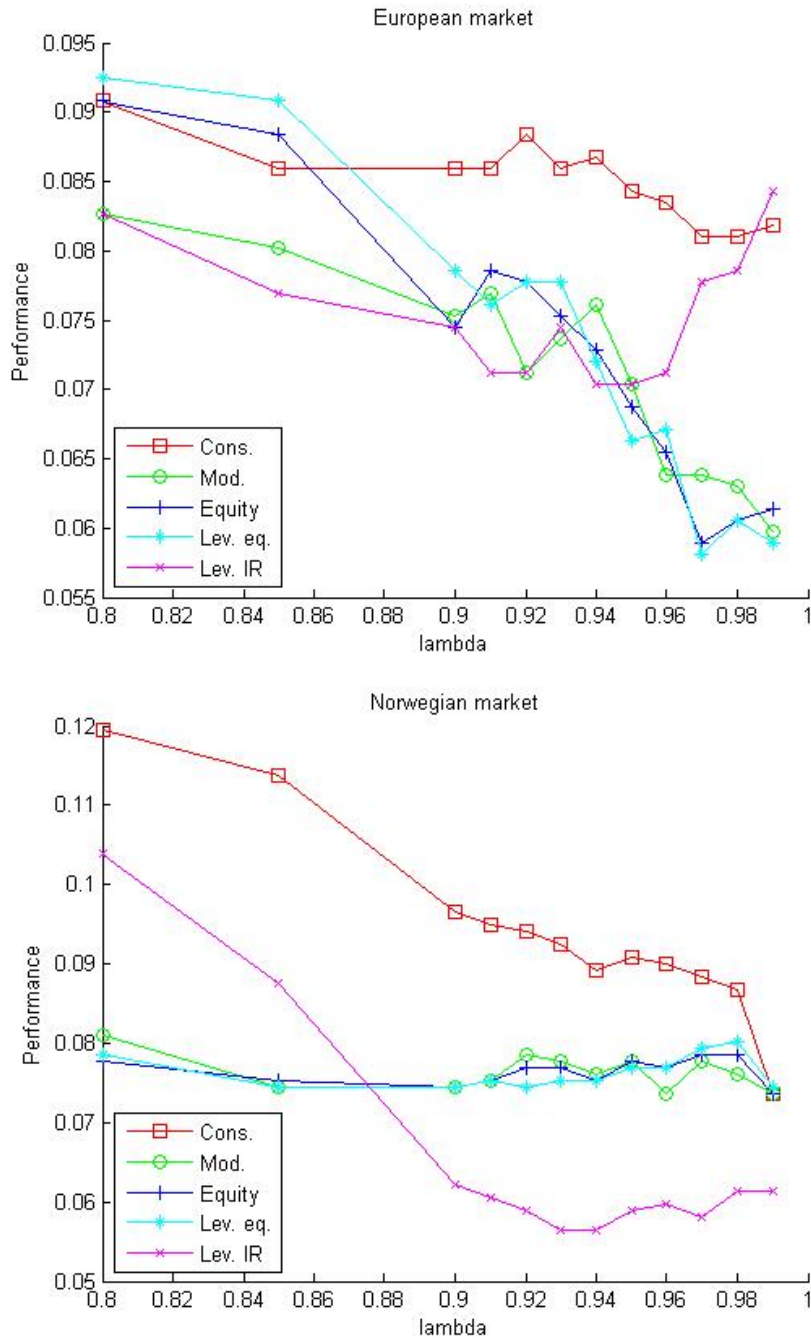 European market
0.095
0.09
0.085
0.08
0.075
0.07
0.065
0.06
0.055
Performance
Cons.
Mod.
Equity
Lev. eq.
Lev. IR
0.8 0.82 0.84 0.86 0.88 0.9 0.92 0.94 0.96 0.98 1
lambda
Norwegian market
0.12
0.11
0.1
0.09
0.08
0.07
0.06
0.05
Performance
Cons.
Mod.
Equity
Lev. eq.
Lev. IR
0.8 0.82 0.84 0.86 0.88 0.9 0.92 0.94 0.96 0.98 1
lambda